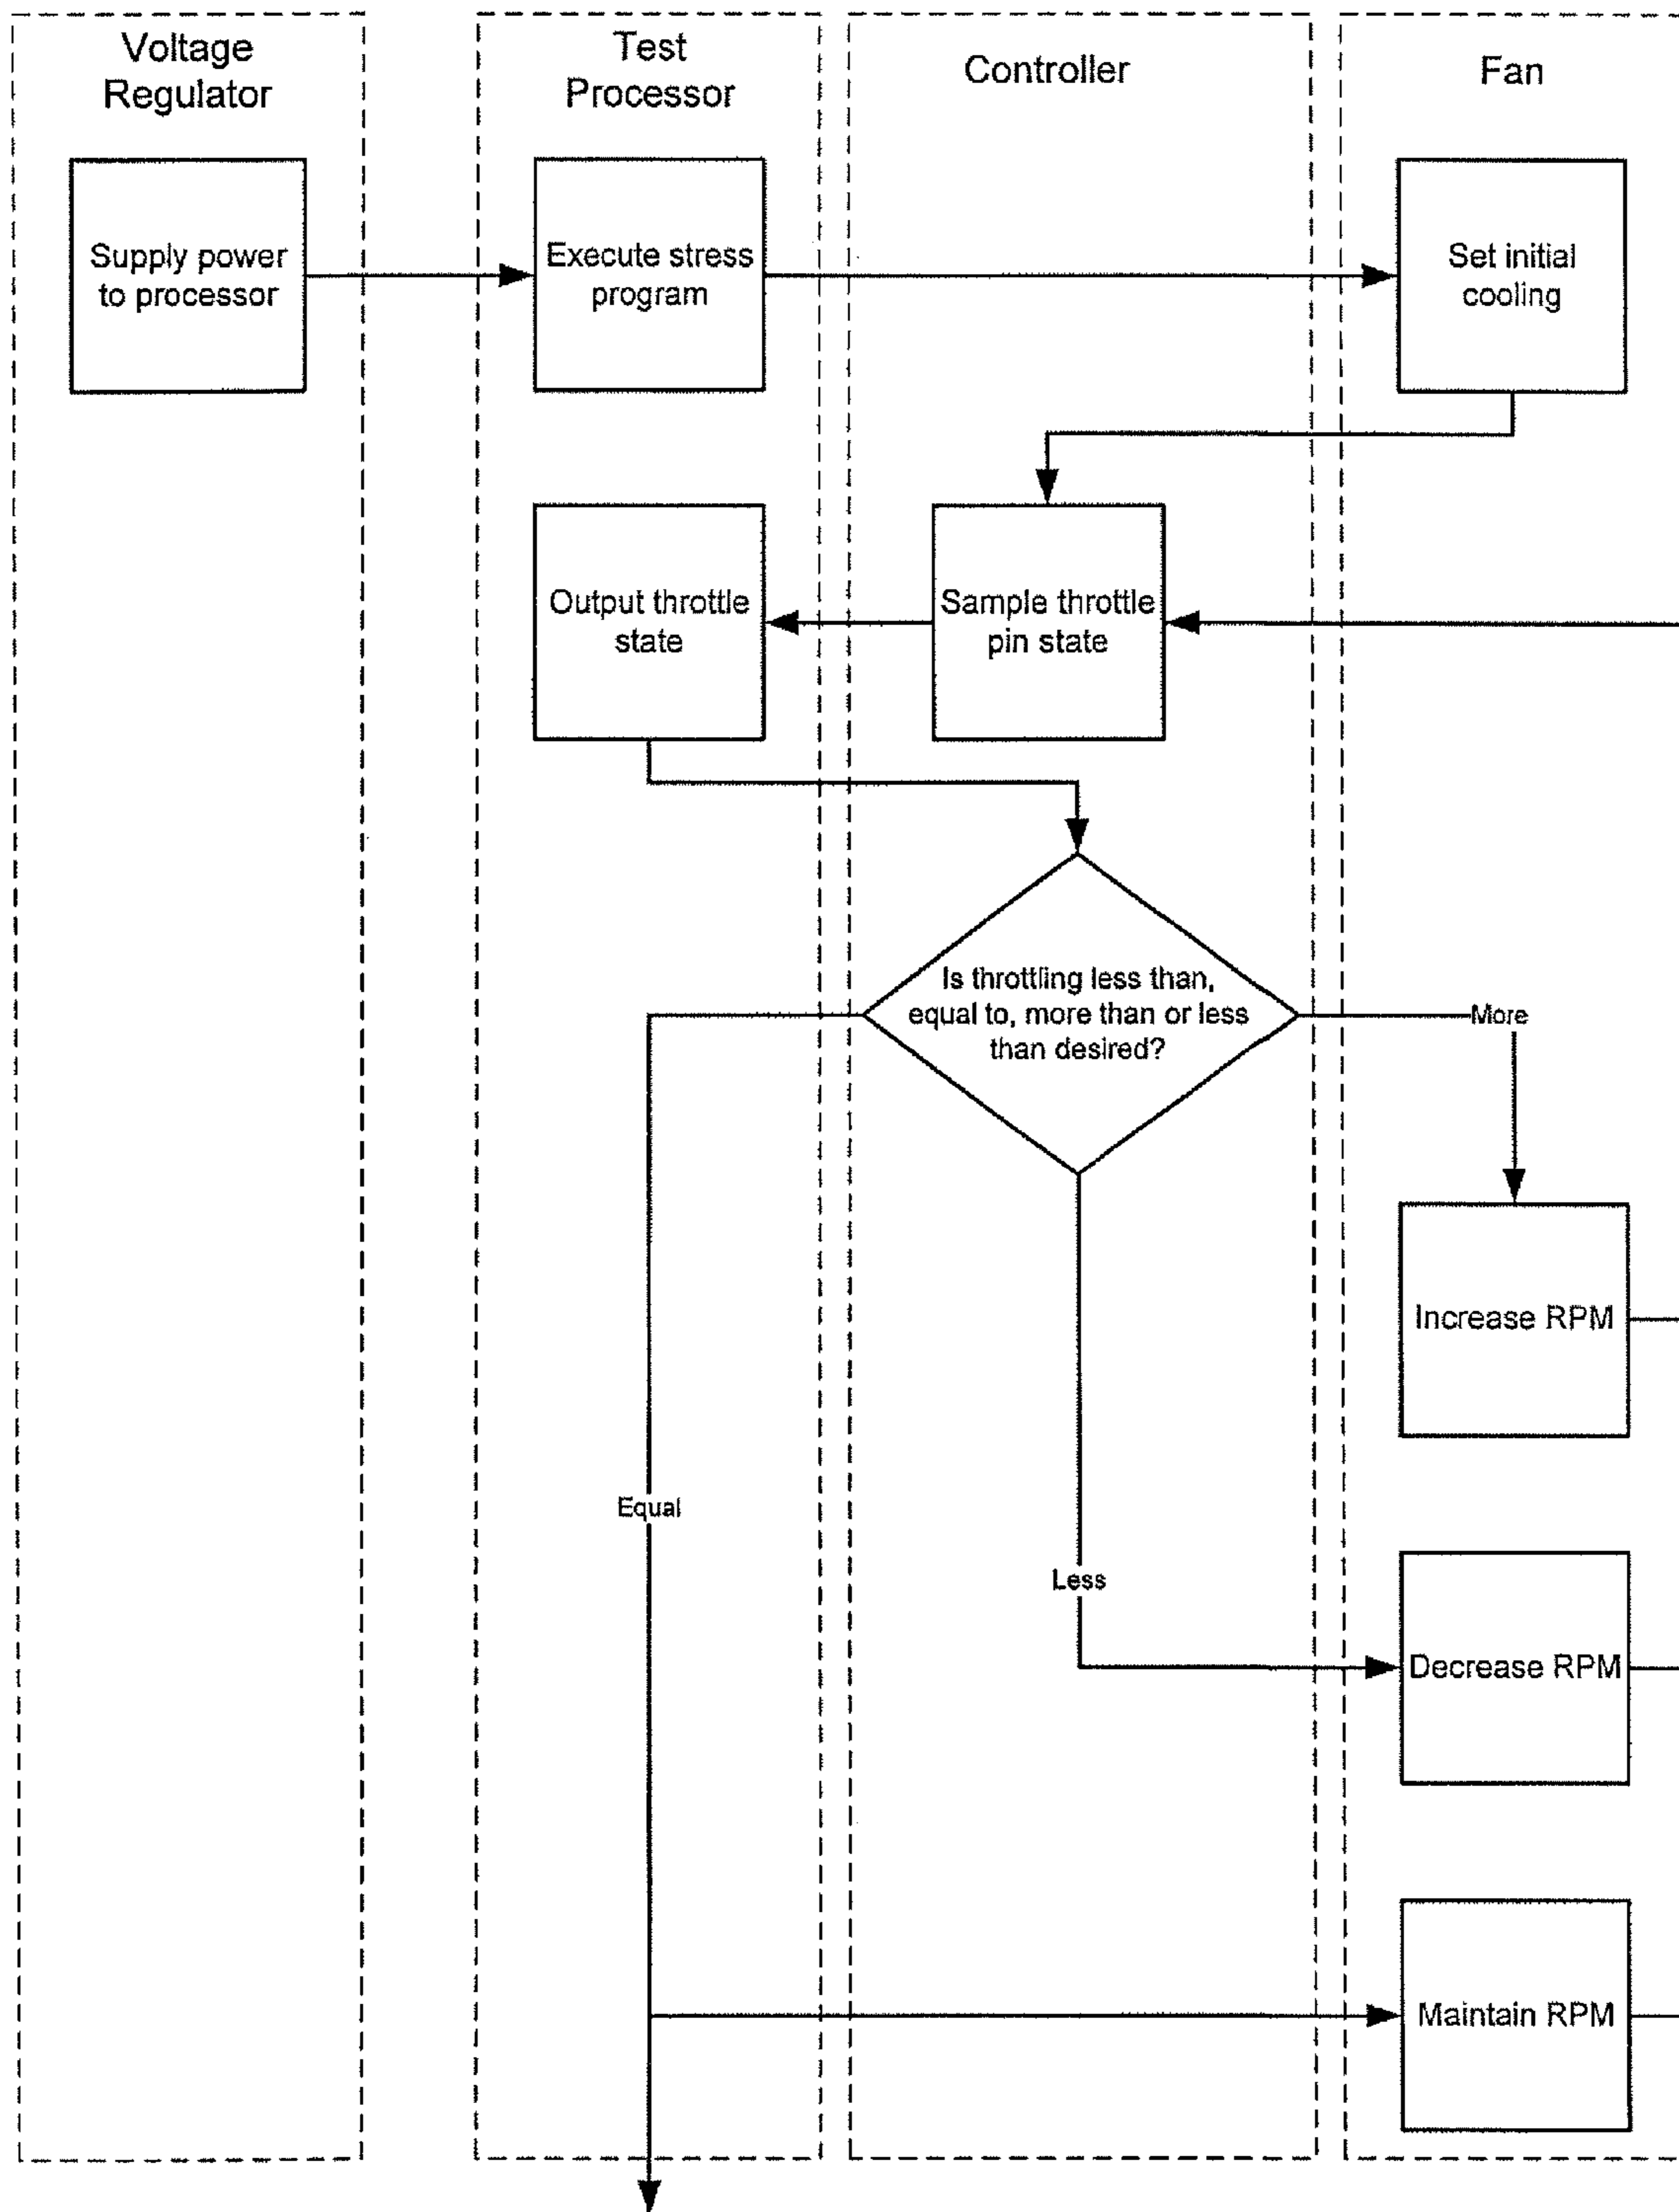 Voltage
Regulator
Test
Processor
Controller
Fan
Supply power
to processor
Execute stress
program
Set initial
cooling
Output throttle
state
Sample throttle
pin state
Is throttling less than,
equal to, more than or less
than desired?
More
Increase RPM
Equal
Less
Decrease RPM
Maintain RPM